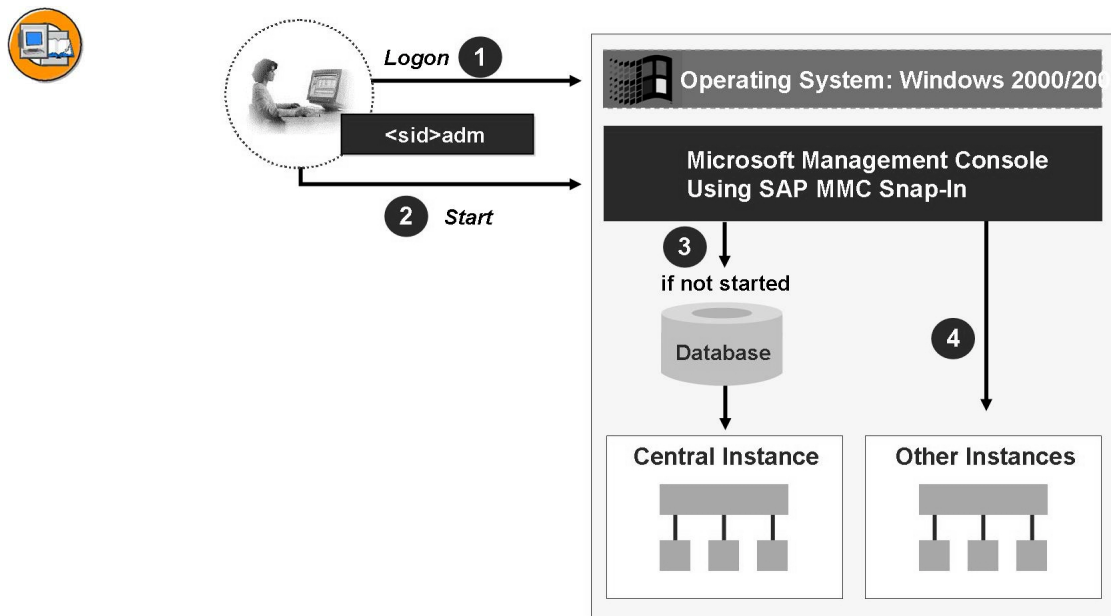 Logon 1
Operating System: Windows 2000/200
<sid>adm
Microsoft Management Console
Using SAP MMC Snap-In
2 Start
3
if not started
Database
4
Central Instance
Other Instances